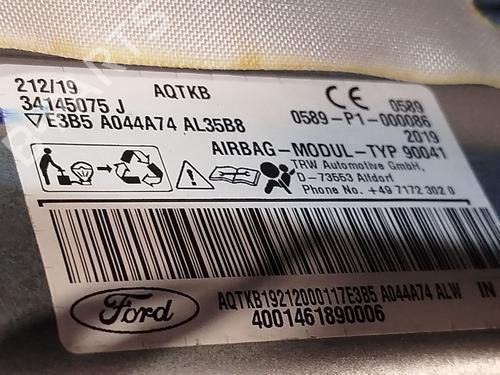 212/19 AQTKB CE 0589
34145075 J 0589-P1-000086
E3B5 A044A74 AL35B8 2019
AIRBAG-MODUL-TYP 90041
TRW Automotive GmbH,
D-73553 Alfdorf
Phone No. +49 7172 302 0
AQTKB19212000117E3B5 A044A74 ALW IN
Ford 4001461890006